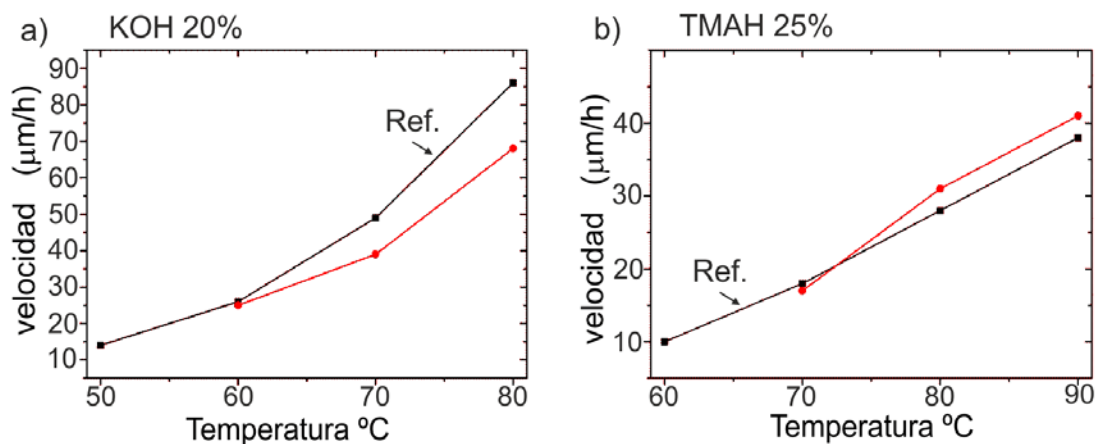 a) KOH 20%
velocidad (μm/h)
90
80
70
60
50
40
30
20
10
Ref.
50 60 70 80
Temperatura ºC
b) TMAH 25%
velocidad (μm/h)
40
30
20
10
Ref.
60 70 80 90
Temperatura ºC